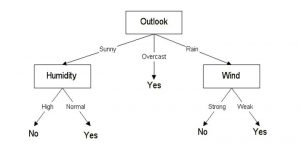 Outlook
Sunny Overcast Rain
Humidity Yes Wind
High Normal Strong Weak
No Yes No Yes